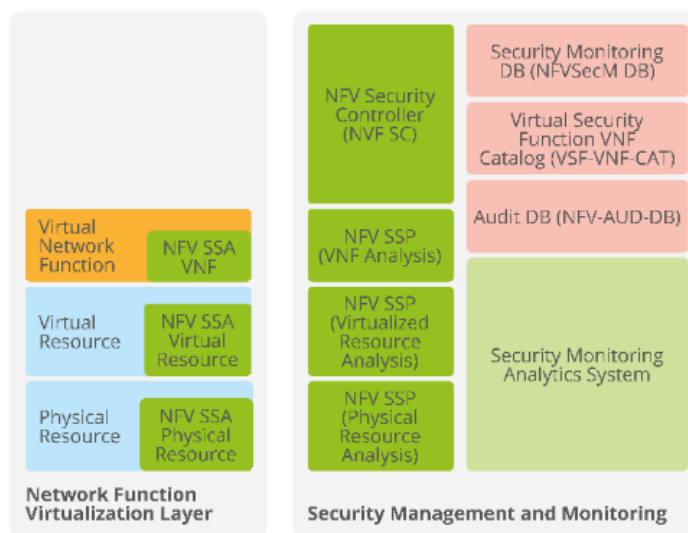 Virtual
Network
Function
NFV SSA
VNF
Virtual
Resource
NFV SSA
Virtual
Resource
Physical
Resource
NFV SSA
Physical
Resource
Network Function
Virtualization Layer
NFV Security
Controller
(NVF SC)
NFV SSP
(VNF Analysis)
NFV SSP
(Virtualized
Resource
Analysis)
NFV SSP
(Physical
Resource
Analysis)
Security Monitoring
DB (NFVSecM DB)
Virtual Security
Function VNF
Catalog (VSF-VNF-CAT)
Audit DB (NFV-AUD-DB)
Security Monitoring
Analytics System
Security Management and Monitoring